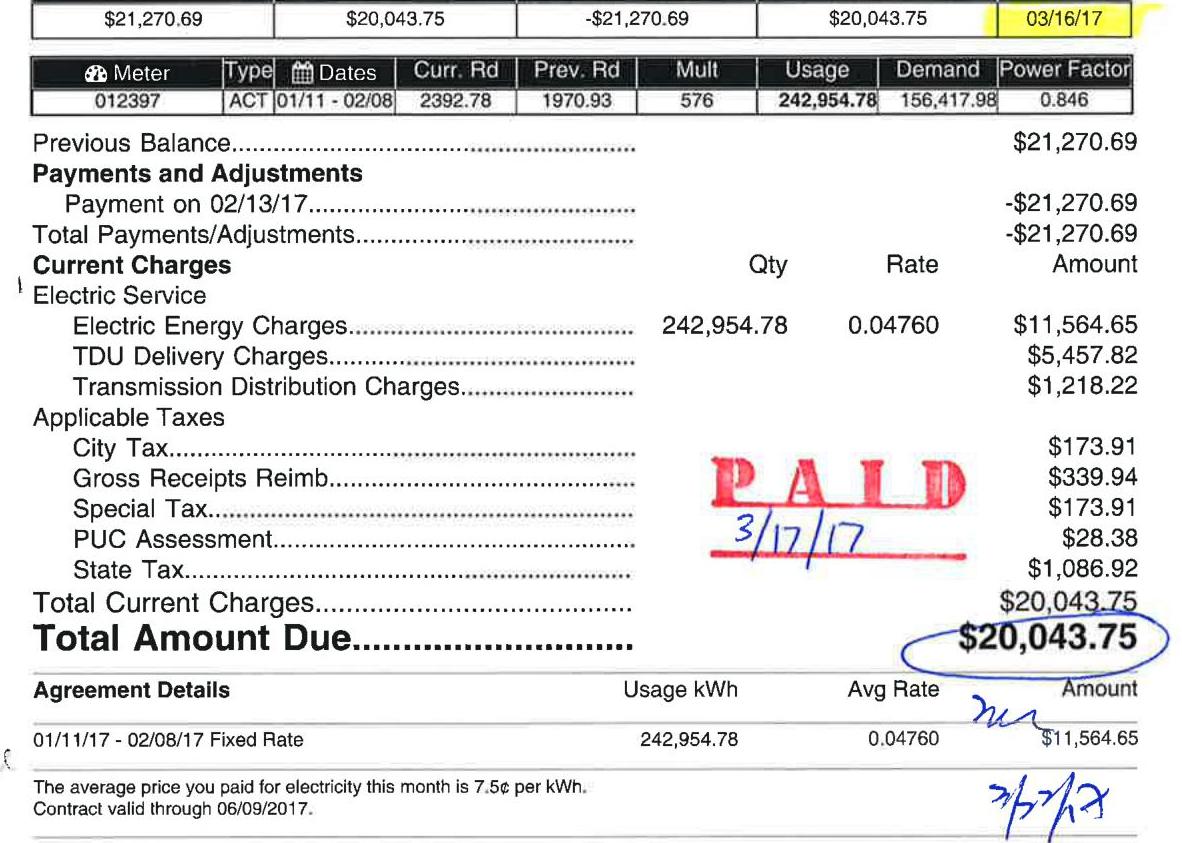 $21,270.69 $20,043.75 -$21,270.69 $20,043.75 03/16/17
Meter Type Dates Curr. Rd Prev. Rd Mult Usage Demand Power Factor
012397 ACT 01/11 - 02/08 2392.78 1970.93 576 242,954.78 156,417.98 0.846
Previous Balance.......................................................... $21,270.69
Payments and Adjustments
Payment on 02/13/17............................................... -$21,270.69
Total Payments/Adjustments........................................ -$21,270.69
Current Charges Qty Rate Amount
Electric Service
Electric Energy Charges......................................... 242,954.78 0.04760 $11,564.65
TDU Delivery Charges............................................ $5,457.82
Transmission Distribution Charges......................... $1,218.22
Applicable Taxes
City Tax.................................................................... $173.91
Gross Receipts Reimb............................................ $339.94
Special Tax.............................................................. $173.91
PUC Assessment.................................................... $28.38
State Tax................................................................. $1,086.92
PAID
3/17/17
Total Current Charges............................................. $20,043.75
Total Amount Due........................... $20,043.75
Agreement Details Usage kWh Avg Rate Amount
01/11/17 - 02/08/17 Fixed Rate 242,954.78 0.04760 $11,564.65
The average price you paid for electricity this month is 7.5¢ per kWh.
Contract valid through 06/09/2017.